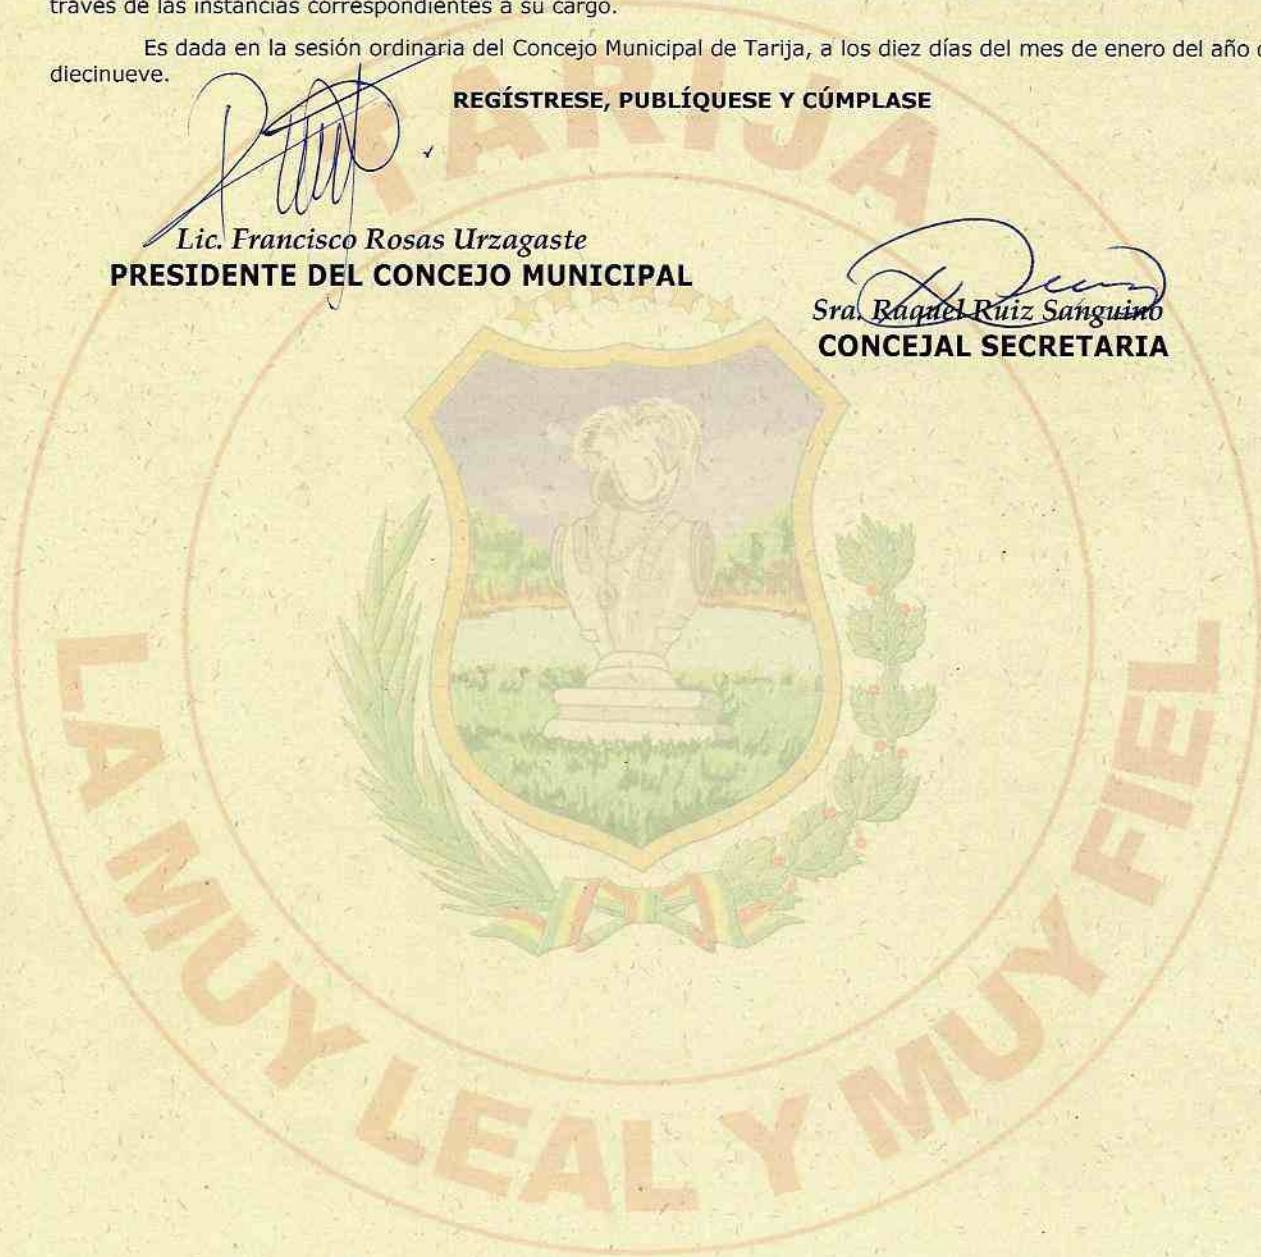 través de las instancias correspondientes a su cargo.
Es dada en la sesión ordinaria del Concejo Municipal de Tarija, a los diez días del mes de enero del año
diecinueve.
REGÍSTRESE, PUBLÍQUESE Y CÚMPLASE
Lic. Francisco Rosas Urzagaste
PRESIDENTE DEL CONCEJO MUNICIPAL
Sra. Raquel Ruiz Sanguino
CONCEJAL SECRETARIA
TARIJA
LA MUY LEAL Y MUY FIEL